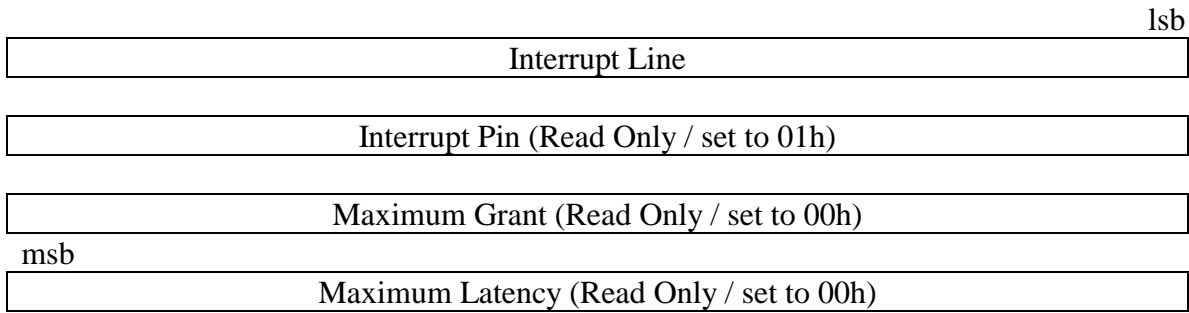 lsb
Interrupt Line
Interrupt Pin (Read Only / set to 01h)
Maximum Grant (Read Only / set to 00h)
msb
Maximum Latency (Read Only / set to 00h)